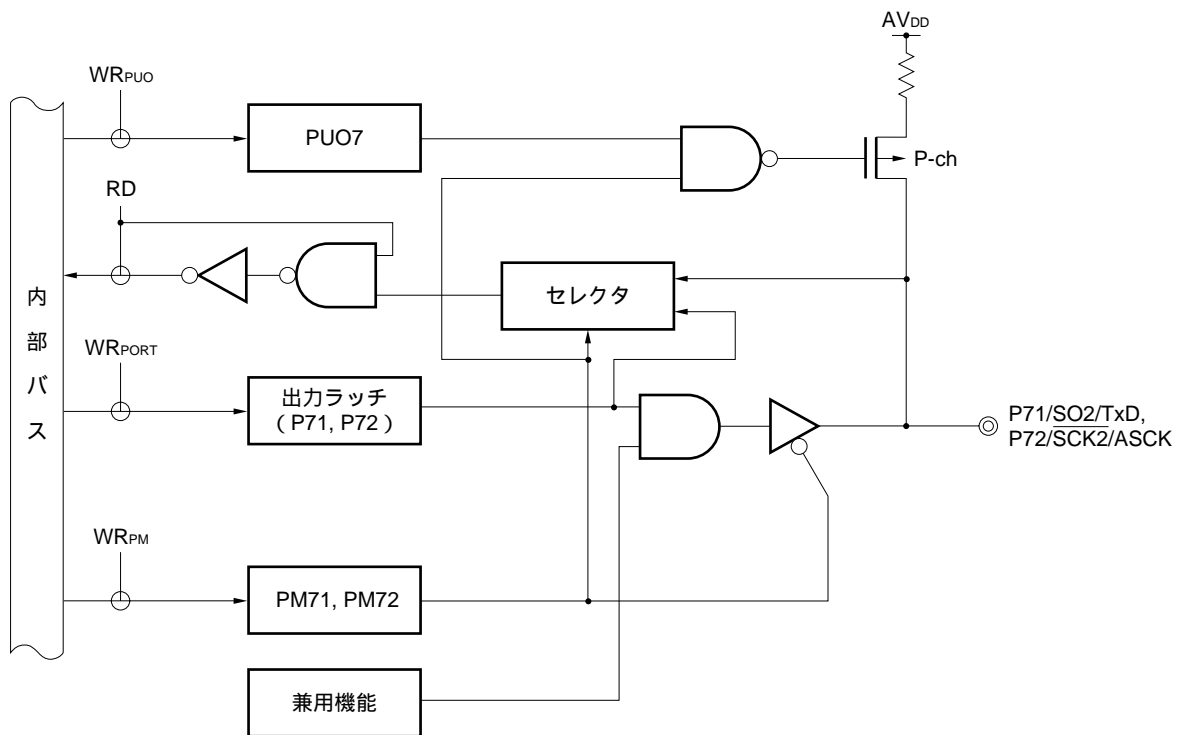 AVDD
WRPUO
PUO7
P-ch
RD
セレクタ
内部バス
WRPORT
出力ラッチ
(P71, P72)
P71/SO2/TxD,
P72/SCK2/ASCK
WRPM
PM71, PM72
兼用機能